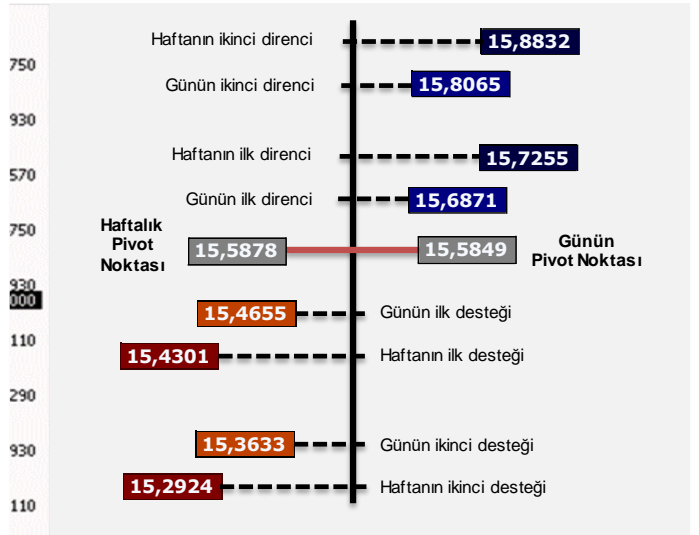 Haftanın ikinci direnci 15,8832
750
Günün ikinci direnci 15,8065
930
Haftanın ilk direnci 15,7255
570
Günün ilk direnci 15,6871
750
Haftalık
Pivot
Noktası
15,5878 15,5849
Günün
Pivot Noktası
930
000
15,4655 Günün ilk desteği
110
15,4301 Haftanın ilk desteği
290
15,3633 Günün ikinci desteği
930
15,2924 Haftanın ikinci desteği
110